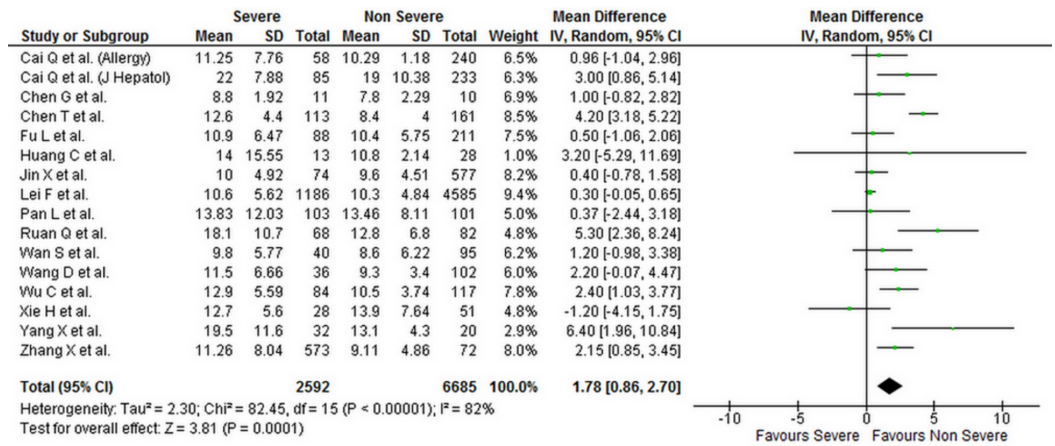 Severe Non Severe Mean Difference Mean Difference
Study or Subgroup Mean SD Total Mean SD Total Weight IV, Random, 95% CI IV, Random, 95% CI
Cai Q et al. (Allergy) 11.25 7.76 58 10.29 1.18 240 6.5% 0.96 [-1.04, 2.96]
Cai Q et al. (J Hepatol) 22 7.88 85 19 10.38 233 6.3% 3.00 [0.86, 5.14]
Chen G et al. 8.8 1.92 11 7.8 2.29 10 6.9% 1.00 [-0.82, 2.82]
Chen T et al. 12.6 4.4 113 8.4 4 161 8.5% 4.20 [3.18, 5.22]
Fu L et al. 10.9 6.47 88 10.4 5.75 211 7.5% 0.50 [-1.06, 2.06]
Huang C et al. 14 15.55 13 10.8 2.14 28 1.0% 3.20 [-5.29, 11.69]
Jin X et al. 10 4.92 74 9.6 4.51 577 8.2% 0.40 [-0.78, 1.58]
Lei F et al. 10.6 5.62 1186 10.3 4.84 4585 9.2% 0.30 [-0.05, 0.65]
Pan L et al. 13.83 12.03 103 13.46 8.11 101 5.0% 0.37 [-2.44, 3.18]
Ruan Q et al. 18.1 10.7 68 12.8 6.8 82 4.8% 5.30 [2.36, 8.24]
Wan S et al. 9.8 5.77 40 8.6 6.22 95 6.2% 1.20 [-0.98, 3.38]
Wang D et al. 11.5 6.66 36 9.3 3.4 102 6.0% 2.20 [-0.07, 4.47]
Wu C et al. 12.9 5.59 84 10.5 3.74 117 7.8% 2.40 [1.03, 3.77]
Xie H et al. 12.7 5.6 28 13.9 7.64 51 4.8% -1.20 [-4.15, 1.75]
Yang X et al. 19.5 11.6 32 13.1 4.3 20 2.9% 6.40 [1.96, 10.84]
Zhang X et al. 11.26 8.04 573 9.11 4.86 72 8.0% 2.15 [0.85, 3.45]
Total (95% CI) 2592 6685 100.0% 1.78 [0.86, 2.70]
Heterogeneity: Tau² = 2.30; Chi² = 82.45, df = 15 (P < 0.00001); I² = 82%
Test for overall effect: Z = 3.81 (P = 0.0001)
-10 -5 0 5 10
Favours Severe Favours Non Severe